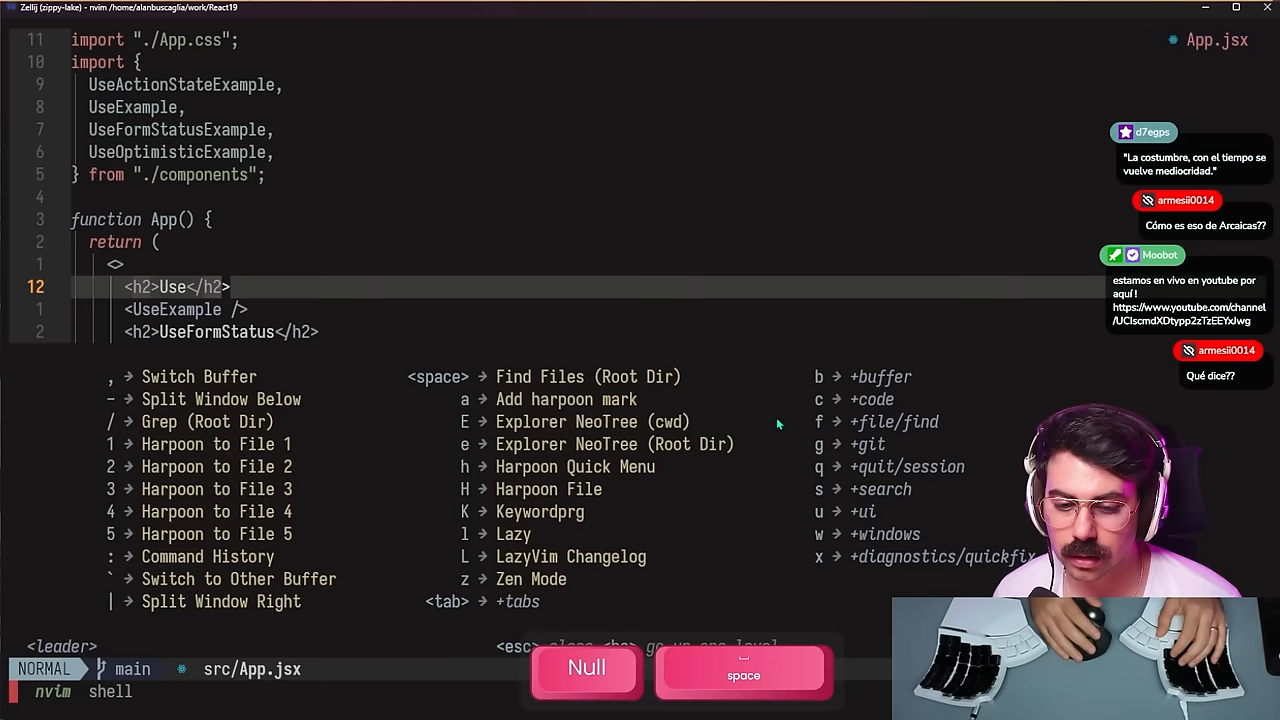 Zellij (zippy-lake) - nvim /home/alanbuscaglia/work/React19
11 import "./App.css";
10 import {
9 UseActionStateExample,
8 UseExample,
7 UseFormStatusExample,
6 UseOptimisticExample,
5 } from "./components";
4
3 function App() {
2 return (
1 <>
12 <h2>Use</h2>
1 <UseExample />
2 <h2>UseFormStatus</h2>
App.jsx
d7egps
"La costumbre, con el tiempo se
vuelve mediocridad."
armesii0014
Cómo es eso de Arcaicas??
Moobot
estamos en vivo en youtube por
aquí !
https://www.youtube.com/channel
/UCIscmdXDtypp2zTzEEYxJwg
armesii0014
Qué dice??
, → Switch Buffer
- → Split Window Below
/ → Grep (Root Dir)
1 → Harpoon to File 1
2 → Harpoon to File 2
3 → Harpoon to File 3
4 → Harpoon to File 4
5 → Harpoon to File 5
: → Command History
` → Switch to Other Buffer
| → Split Window Right
<space> → Find Files (Root Dir)
a → Add harpoon mark
E → Explorer NeoTree (cwd)
e → Explorer NeoTree (Root Dir)
h → Harpoon Quick Menu
H → Harpoon File
K → Keywordprg
l → Lazy
L → LazyVim Changelog
z → Zen Mode
<tab> → +tabs
b → +buffer
c → +code
f → +file/find
g → +git
q → +quit/session
s → +search
u → +ui
w → +windows
x → +diagnostics/quickfix
<leader>
<esc> close <bs> go up one level
NORMAL main src/App.jsx
nvim shell
Null
space